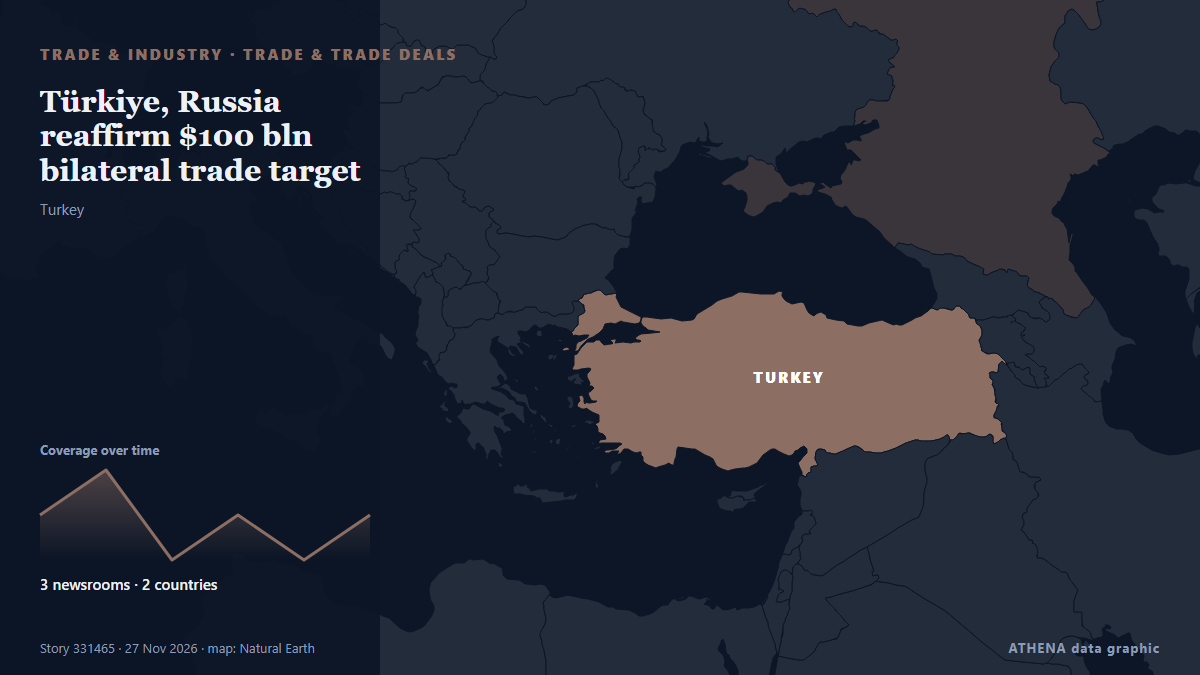 TRADE & INDUSTRY · TRADE & TRADE DEALS
Türkiye, Russia
reaffirm $100 bln
bilateral trade target
Turkey
TURKEY
Coverage over time
3 newsrooms · 2 countries
Story 331465 · 27 Nov 2026 · map: Natural Earth
ATHENA data graphic